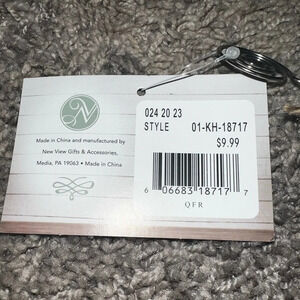 N
Made in China and manufactured by
New View Gifts & Accessories,
Media, PA 19063 • Made in China
024 20 23
STYLE 01-KH-18717
$9.99
6 06683 18717 7
QFR